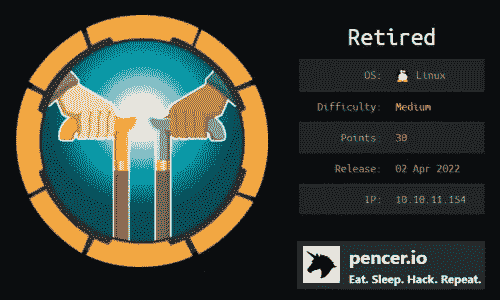 Retired
OS: Linux
Difficulty: Medium
Points 30
Release: 02 Apr 2022
IP: 10.10.11.154
pencer.io
Eat. Sleep. Hack. Repeat.